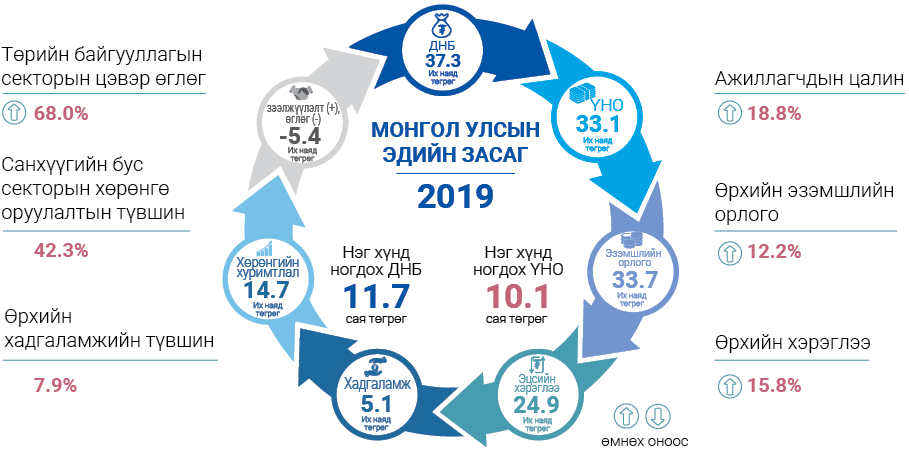 Төрийн байгууллагын
секторын цэвэр өглөг
68.0%
Санхүүгийн бус
секторын хөрөнгө
оруулалтын түвшин
42.3%
Өрхийн
хадгаламжийн түвшин
7.9%
МОНГОЛ УЛСЫН
ЭДИЙН ЗАСАГ
2019
Нэг хүнд
ногдох ДНБ
11.7
сая төгрөг
Нэг хүнд
ногдох ҮНО
10.1
сая төгрөг
ДНБ
37.3
Их наяд
төгрөг
ҮНО
33.1
Их наяд
төгрөг
Эзэмшлийн
орлого
33.7
Их наяд
төгрөг
Эцсийн
хэрэглээ
24.9
Их наяд
төгрөг
Хадгаламж
5.1
Их наяд
төгрөг
Хөрөнгийн
хуримтлал
14.7
Их наяд
төгрөг
зээлжүүлэлт (+),
өглөг (-)
-5.4
Их наяд
төгрөг
Ажиллагчдын цалин
18.8%
Өрхийн эзэмшлийн
орлого
12.2%
Өрхийн хэрэглээ
15.8%
өмнөх оноос